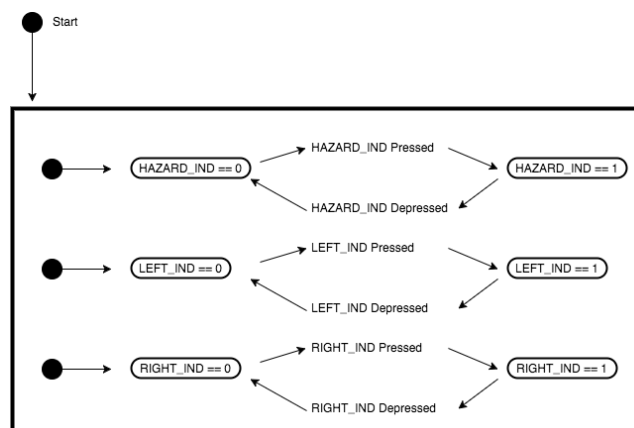 Start
HAZARD_IND Pressed
HAZARD_IND == 0
HAZARD_IND == 1
HAZARD_IND Depressed
LEFT_IND Pressed
LEFT_IND == 0
LEFT_IND == 1
LEFT_IND Depressed
RIGHT_IND Pressed
RIGHT_IND == 0
RIGHT_IND == 1
RIGHT_IND Depressed